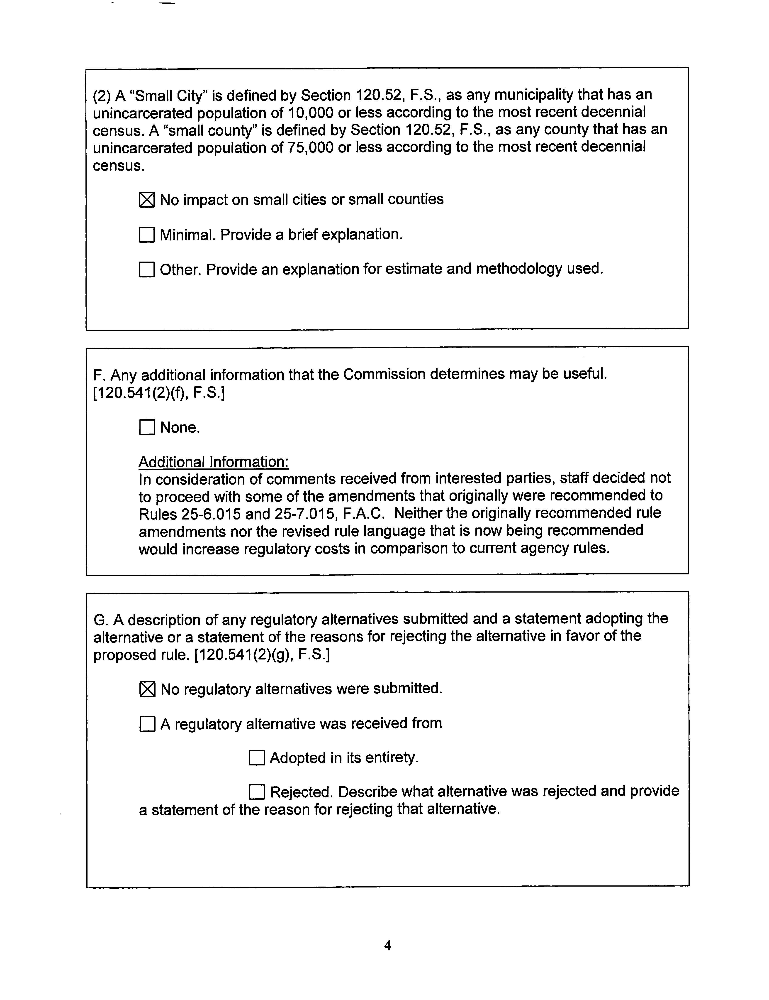 (2) A “Small City” is defined by Section 120.52, F.S., as any municipality that has an
unincarcerated population of 10,000 or less according to the most recent decennial
census. A “small county” is defined by Section 120.52, F.S., as any county that has an
unincarcerated population of 75,000 or less according to the most recent decennial
census.
☒ No impact on small cities or small counties
☐ Minimal. Provide a brief explanation.
☐ Other. Provide an explanation for estimate and methodology used.
F. Any additional information that the Commission determines may be useful.
[120.541(2)(f), F.S.]
☐ None.
Additional Information:
In consideration of comments received from interested parties, staff decided not
to proceed with some of the amendments that originally were recommended to
Rules 25-6.015 and 25-7.015, F.A.C.  Neither the originally recommended rule
amendments nor the revised rule language that is now being recommended
would increase regulatory costs in comparison to current agency rules.
G. A description of any regulatory alternatives submitted and a statement adopting the
alternative or a statement of the reasons for rejecting the alternative in favor of the
proposed rule. [120.541(2)(g), F.S.]
☒ No regulatory alternatives were submitted.
☐ A regulatory alternative was received from
☐ Adopted in its entirety.
☐ Rejected. Describe what alternative was rejected and provide
a statement of the reason for rejecting that alternative.
4